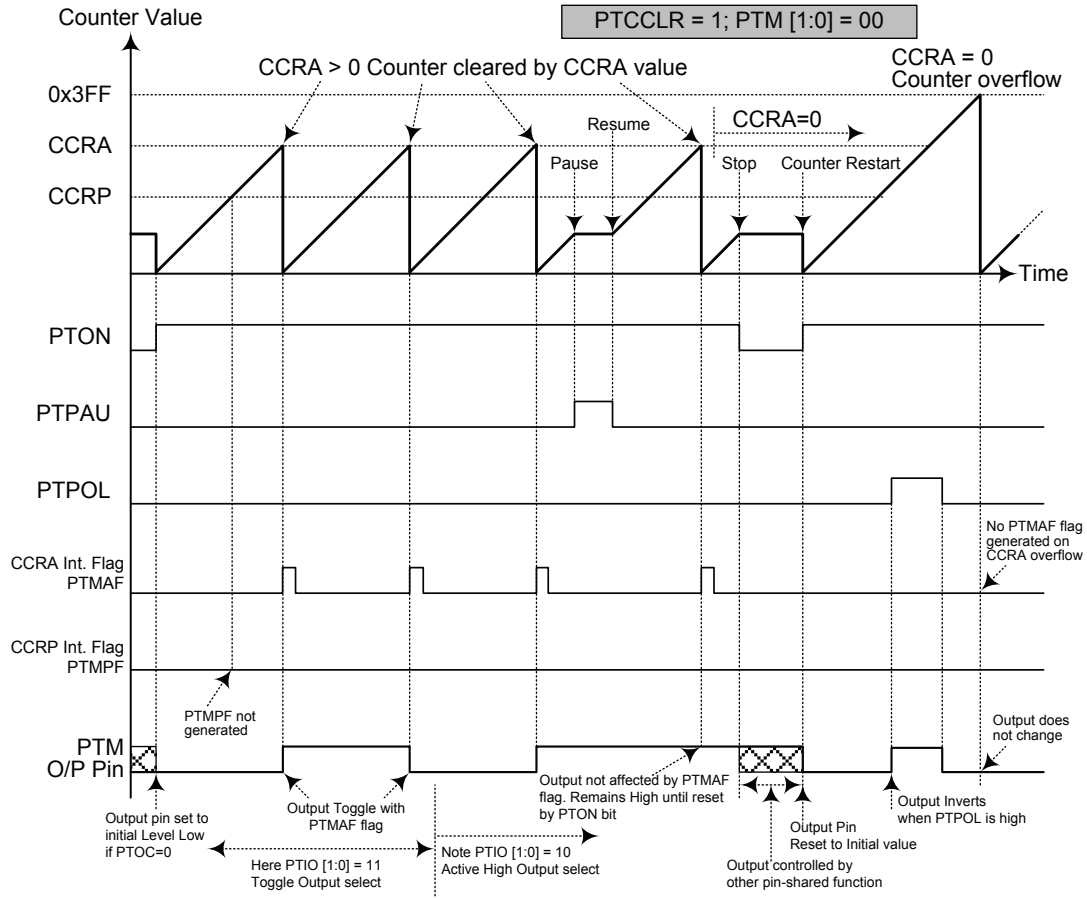 Counter Value
PTCCLR = 1; PTM [1:0] = 00
CCRA > 0 Counter cleared by CCRA value
CCRA = 0
Counter overflow
0x3FF
CCRA=0
Resume
CCRA
Pause
Stop
Counter Restart
CCRP
Time
PTON
PTPAU
PTPOL
No PTMAF flag
generated on
CCRA overflow
CCRA Int. Flag
PTMAF
CCRP Int. Flag
PTMPF
PTMPF not
generated
Output does
not change
PTM
O/P Pin
Output pin set to
initial Level Low
if PTOC=0
Output Toggle with
PTMAF flag
Output not affected by PTMAF
flag. Remains High until reset
by PTON bit
Output Inverts
when PTPOL is high
Output Pin
Reset to Initial value
Here PTIO [1:0] = 11
Toggle Output select
Note PTIO [1:0] = 10
Active High Output select
Output controlled by
other pin-shared function